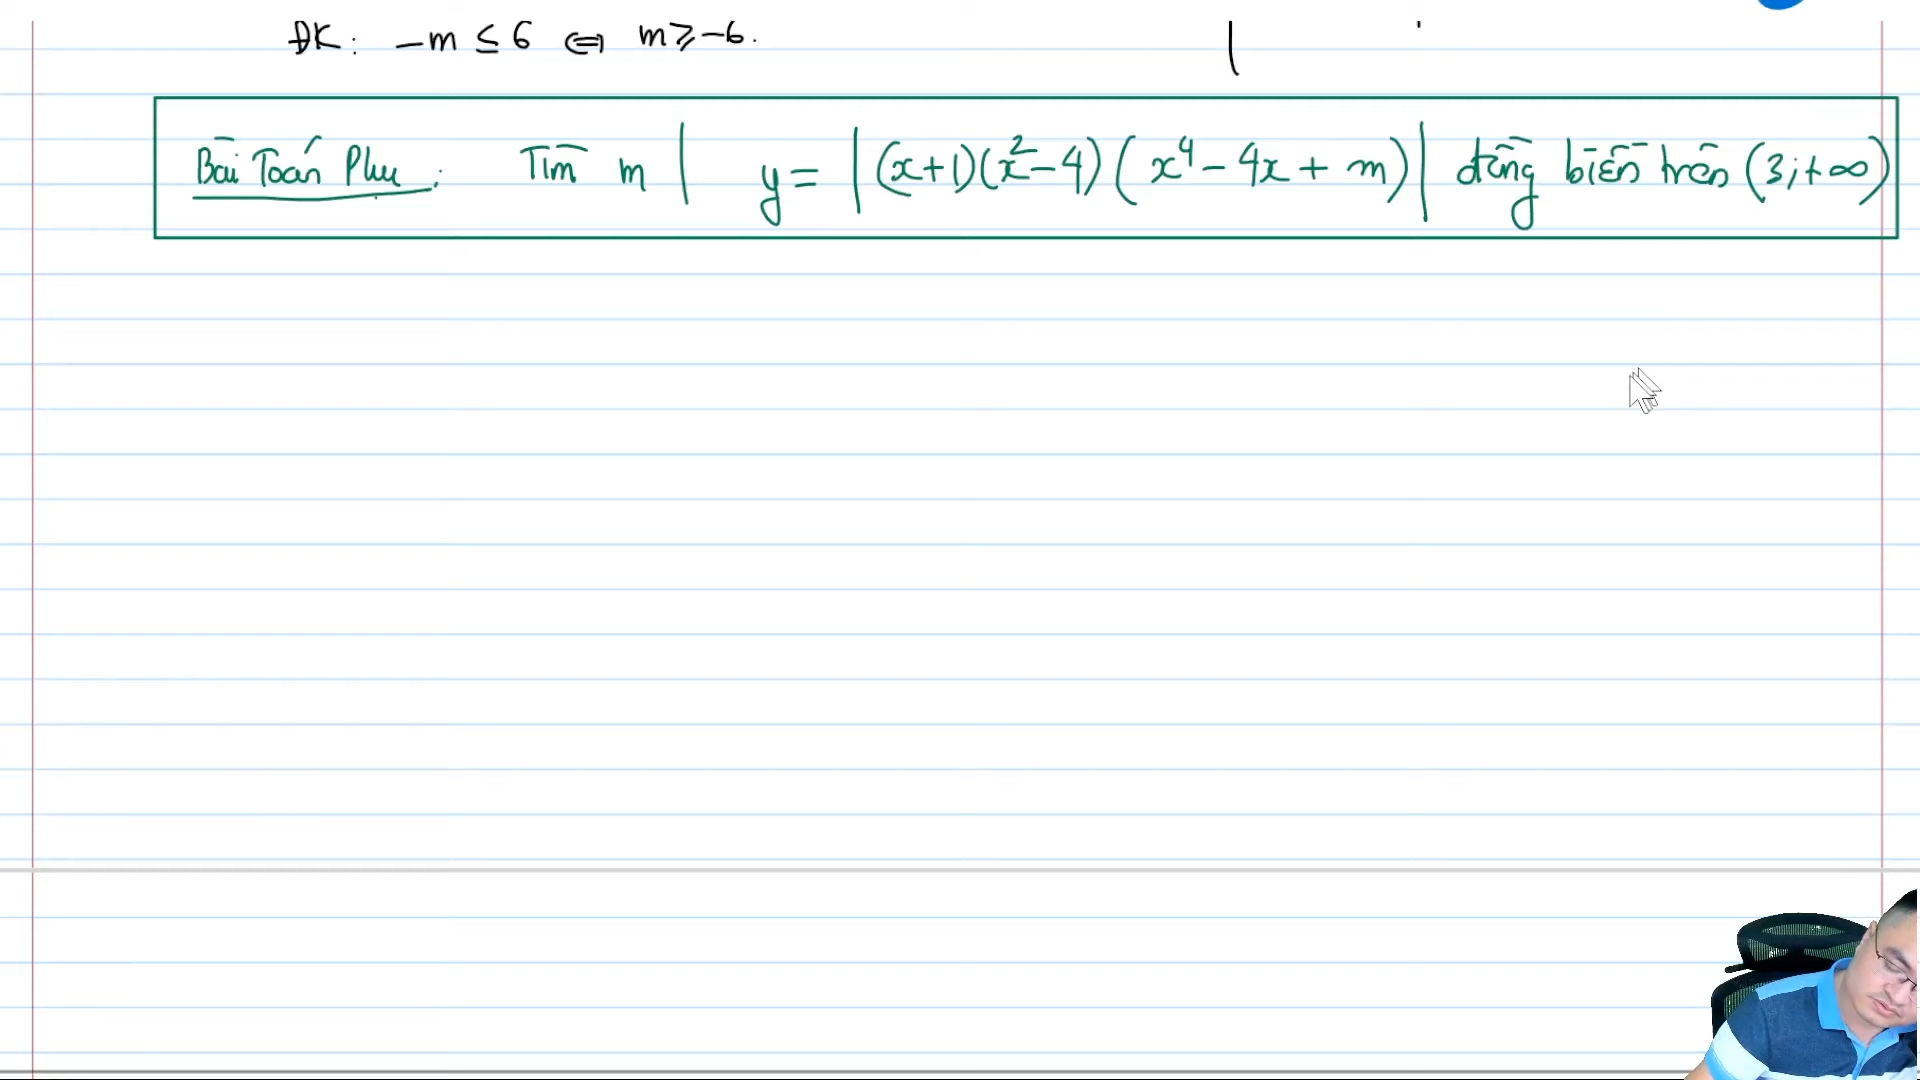 ĐK: -m ≤ 6 ⇔ m ≥ -6.
Bài Toán Phụ: Tìm m | y = |(x+1)(x²-4)(x⁴-4x+m)| đồng biến trên (3;+∞)